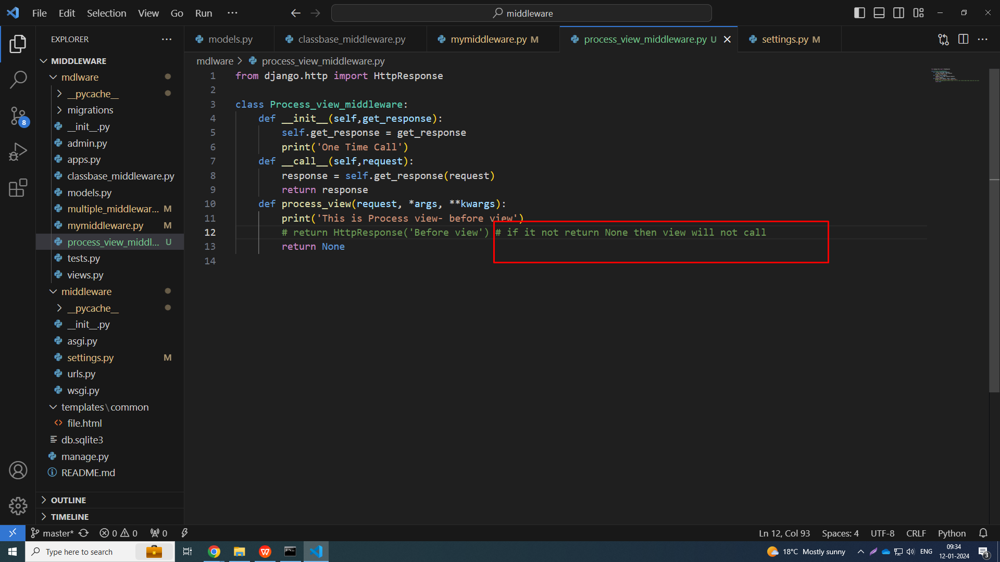 File Edit Selection View Go Run ···
middleware
EXPLORER ···
MIDDLEWARE
mdlware
__pycache__
migrations
__init__.py
admin.py
apps.py
classbase_middleware.py
models.py
multiple_middlewar... M
mymiddleware.py M
process_view_middl... U
tests.py
views.py
middleware
__pycache__
__init__.py
asgi.py
settings.py M
urls.py
wsgi.py
templates\common
file.html
db.sqlite3
manage.py
README.md
OUTLINE
TIMELINE
8
models.py classbase_middleware.py mymiddleware.py M process_view_middleware.py U settings.py M
mdlware > process_view_middleware.py
1 from django.http import HttpResponse
2
3 class Process_view_middleware:
4 def __init__(self,get_response):
5 self.get_response = get_response
6 print('One Time Call')
7 def __call__(self,request):
8 response = self.get_response(request)
9 return response
10 def process_view(request, *args, **kwargs):
11 print('This is Process view- before view')
12 # return HttpResponse('Before view') # if it not return None then view will not call
13 return None
14
master* 0 0 0 Ln 12, Col 93 Spaces: 4 UTF-8 CRLF Python
Type here to search 18°C Mostly sunny ENG 09:34
12-01-2024 3